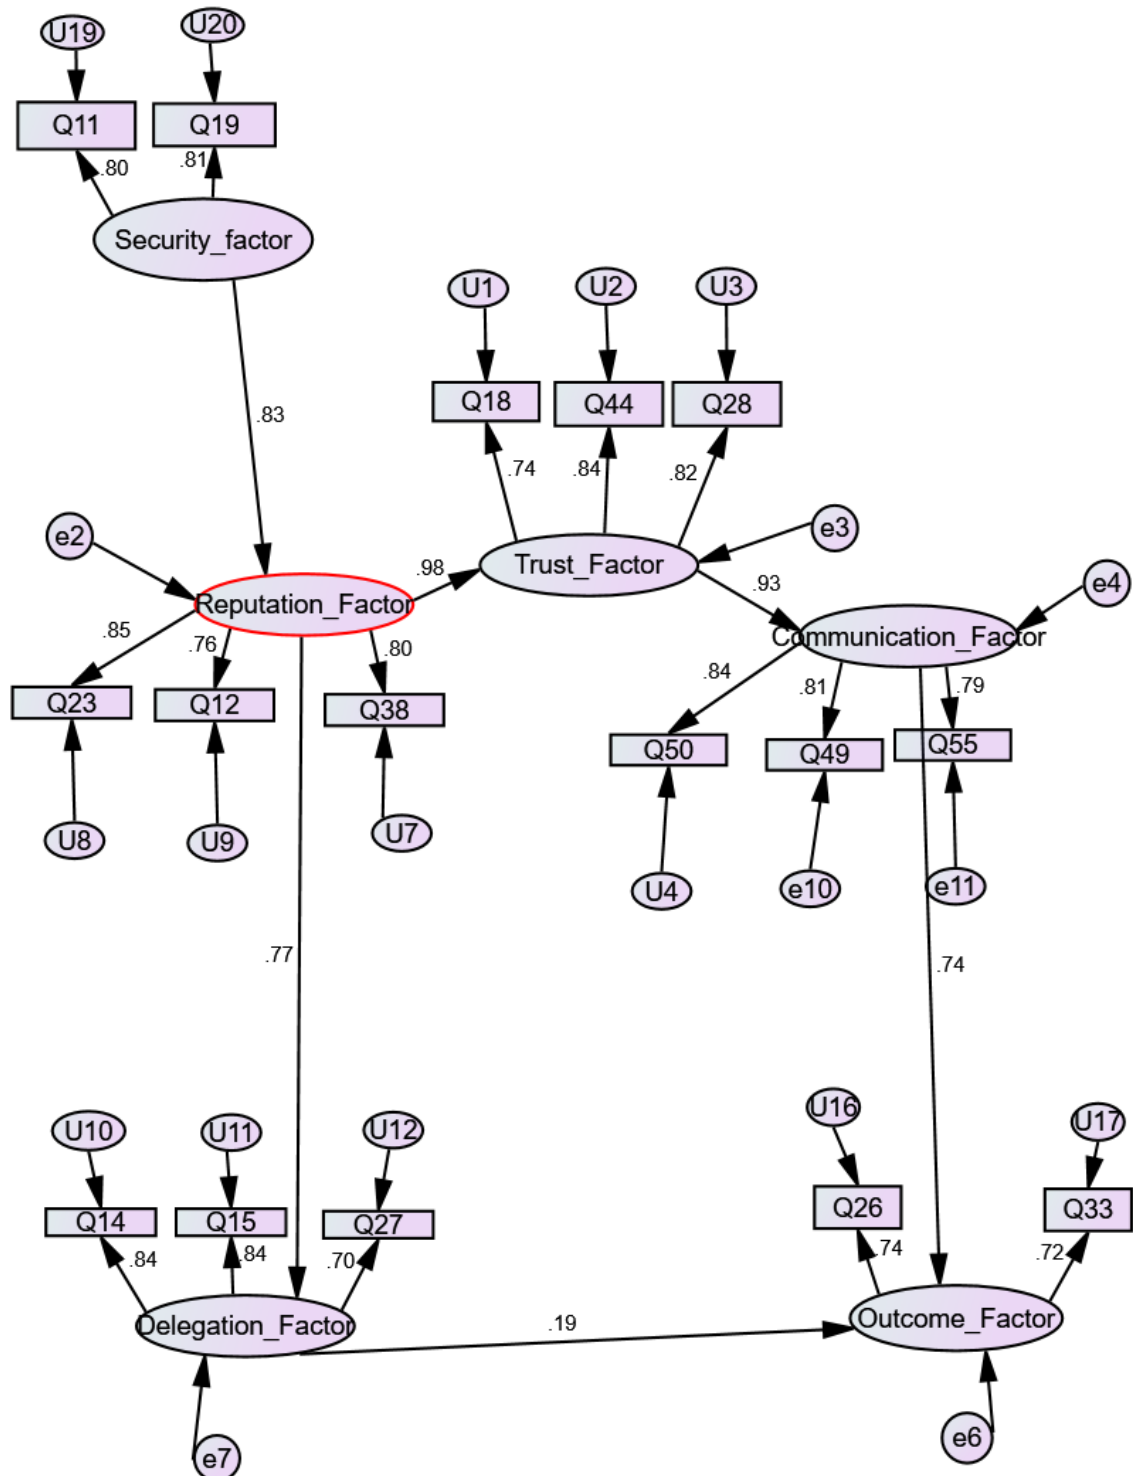 U19
U20
Q11
Q19
.80
.81
Security_factor
U1
U2
U3
Q18
Q44
Q28
.83
.74
.84
.82
e2
e3
Trust_Factor
.98
.93
e4
Reputation_Factor
Communication_Factor
.85
.76
.80
.84
.81
.79
Q23
Q12
Q38
Q50
Q49
Q55
U8
U9
U7
U4
e10
e11
.77
.74
U10
U11
U12
U16
U17
Q14
Q15
Q27
Q26
Q33
.84
.84
.70
.74
.72
Delegation_Factor
.19
Outcome_Factor
e7
e6